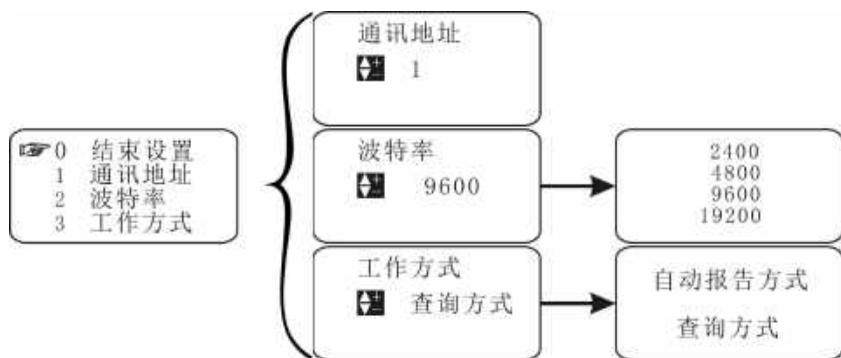 0 结束设置
1 通讯地址
2 波特率
3 工作方式
通讯地址
1
波特率
9600
工作方式
查询方式
2400
4800
9600
19200
自动报告方式
查询方式